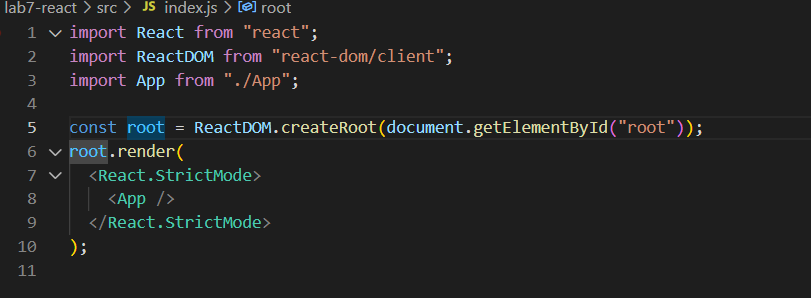 lab7-react > src > JS index.js > root
1 import React from "react";
2 import ReactDOM from "react-dom/client";
3 import App from "./App";
4
5 const root = ReactDOM.createRoot(document.getElementById("root"));
6 root.render(
7   <React.StrictMode>
8     <App />
9   </React.StrictMode>
10 );
11